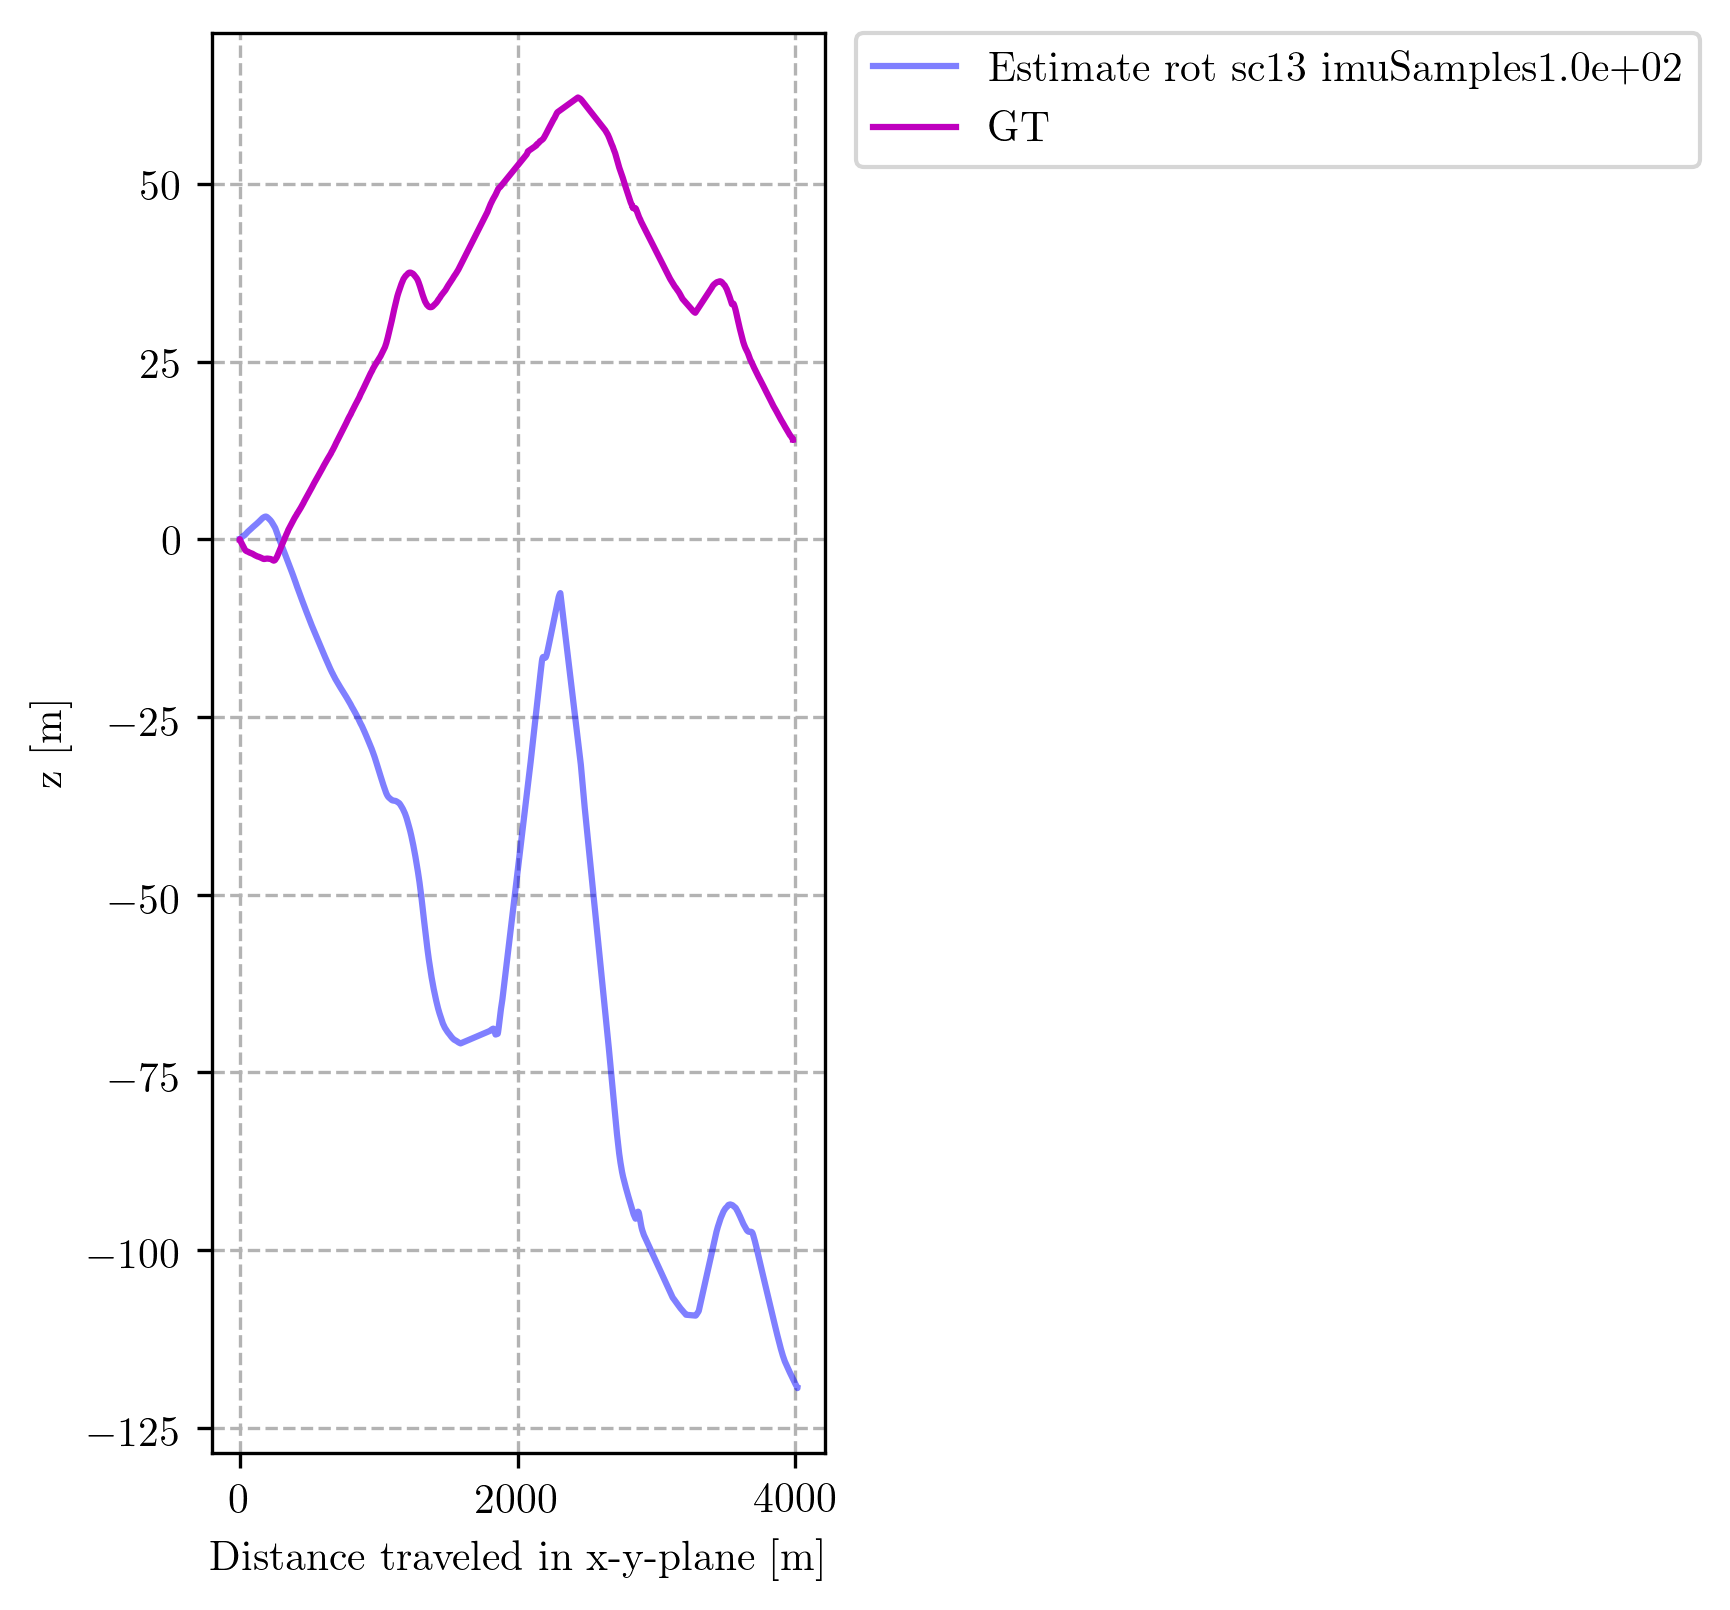 Estimate rot sc13 imuSamples1.0e+02
GT
50
25
0
−25
−50
−75
−100
−125
z [m]
0 2000 4000
Distance traveled in x-y-plane [m]